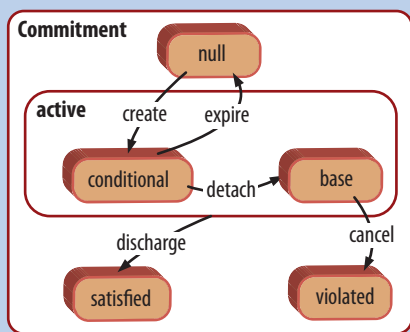 Commitment
null
create
expire
active
conditional
detach
base
discharge
cancel
satisfied
violated